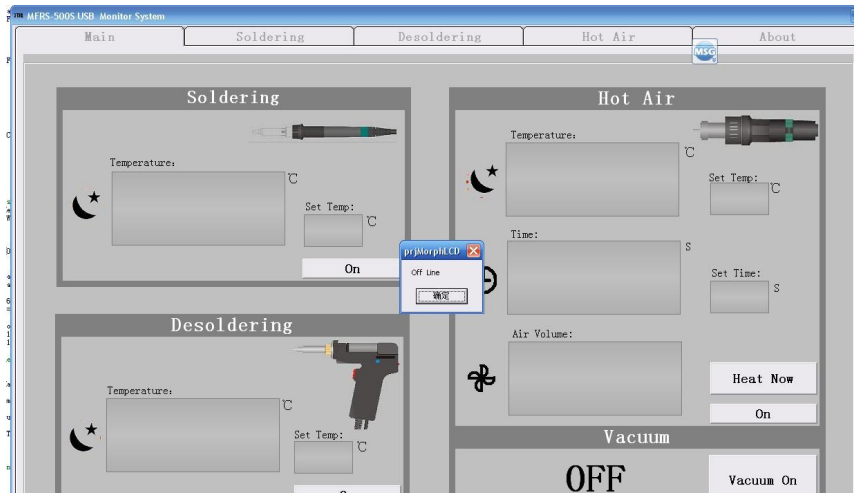 MFRS-500S USB Monitor System
Main
Soldering
Desoldering
Hot Air
About
MSG
Soldering
Temperature:
℃
Set Temp:
℃
On
Desoldering
Temperature:
℃
Set Temp:
℃
Hot Air
Temperature:
℃
Set Temp:
℃
Time:
S
Set Time:
S
Air Volume:
Heat Now
On
Vacuum
OFF
Vacuum On
prjMorphLCD
Off Line
确定